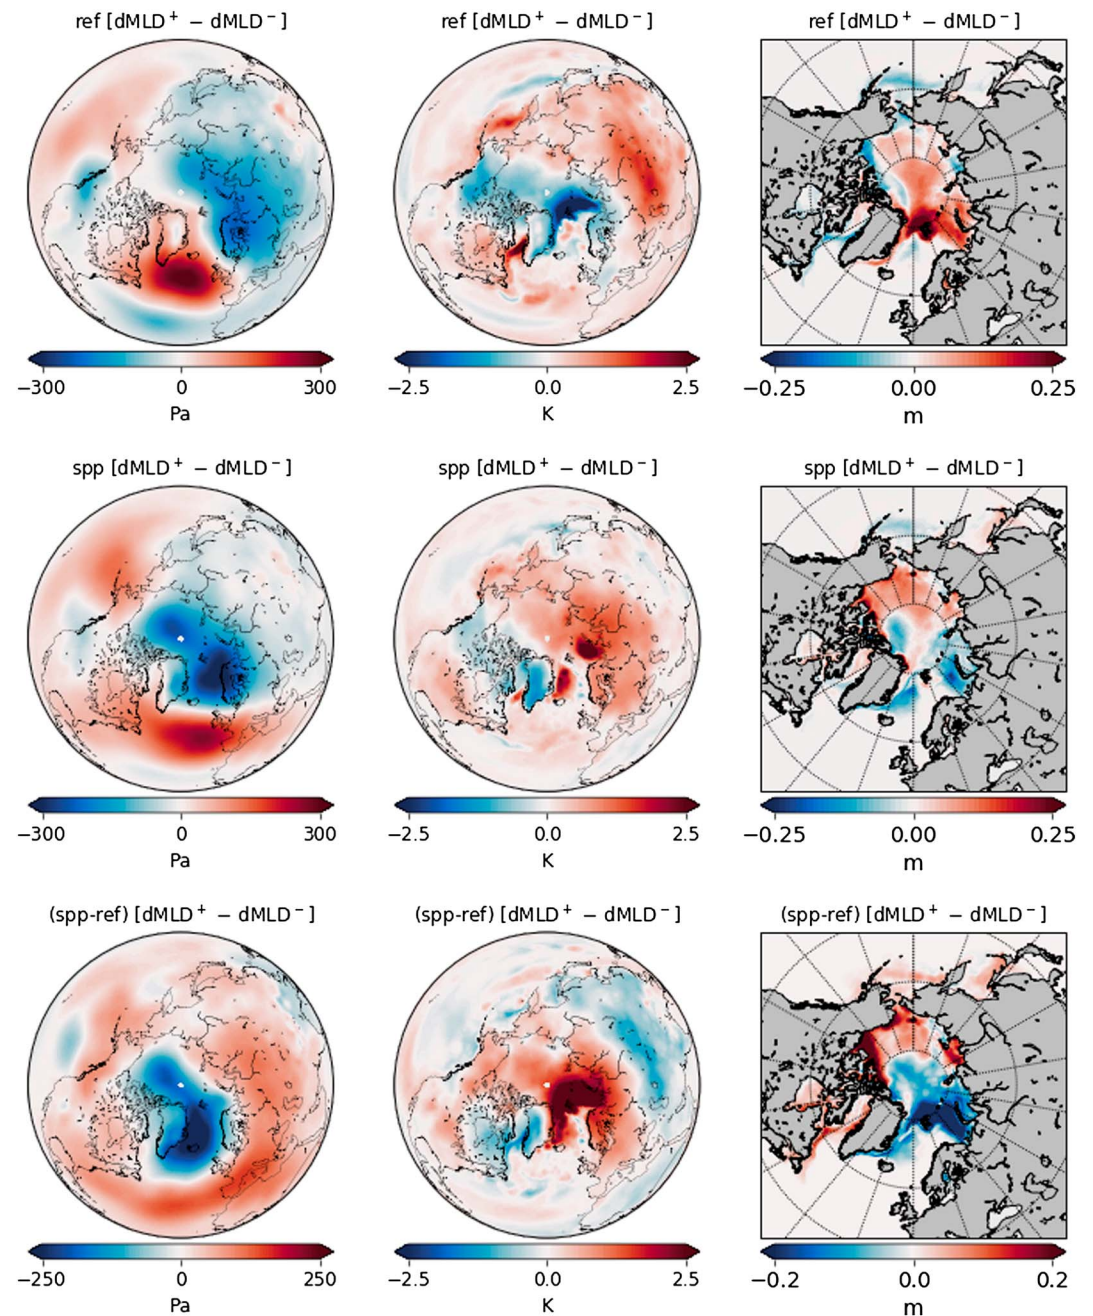 ref [dMLD⁺ − dMLD⁻]
ref [dMLD⁺ − dMLD⁻]
ref [dMLD⁺ − dMLD⁻]
−300 0 300
Pa
−2.5 0.0 2.5
K
−0.25 0.00 0.25
m
spp [dMLD⁺ − dMLD⁻]
spp [dMLD⁺ − dMLD⁻]
spp [dMLD⁺ − dMLD⁻]
−300 0 300
Pa
−2.5 0.0 2.5
K
−0.25 0.00 0.25
m
(spp-ref) [dMLD⁺ − dMLD⁻]
(spp-ref) [dMLD⁺ − dMLD⁻]
(spp-ref) [dMLD⁺ − dMLD⁻]
−250 0 250
Pa
−2.5 0.0 2.5
K
−0.2 0.0 0.2
m